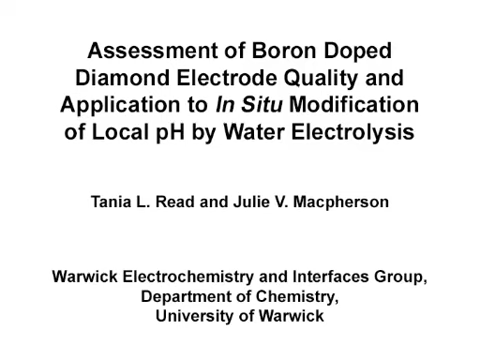 Assessment of Boron Doped
Diamond Electrode Quality and
Application to In Situ Modification
of Local pH by Water Electrolysis
Tania L. Read and Julie V. Macpherson
Warwick Electrochemistry and Interfaces Group,
Department of Chemistry,
University of Warwick